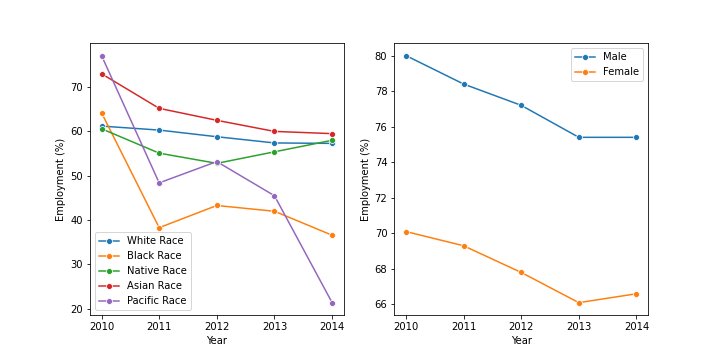 Employment (%)
70
60
50
40
30
20
White Race
Black Race
Native Race
Asian Race
Pacific Race
2010 2011 2012 2013 2014
Year
Employment (%)
80
78
76
74
72
70
68
66
Male
Female
2010 2011 2012 2013 2014
Year